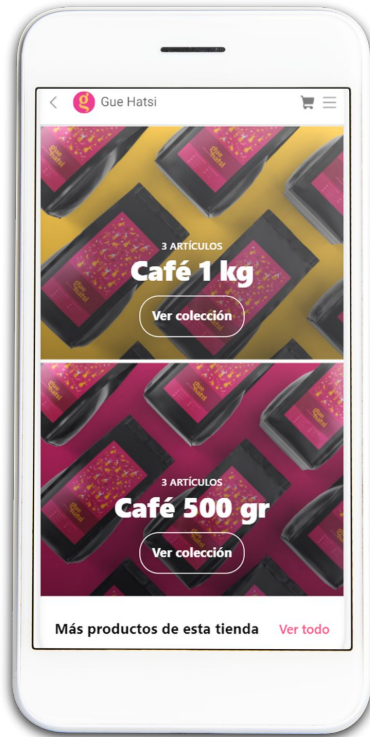 g Gue Hatsi
3 ARTÍCULOS
Café 1 kg
Ver colección
3 ARTÍCULOS
Café 500 gr
Ver colección
Más productos de esta tienda Ver todo